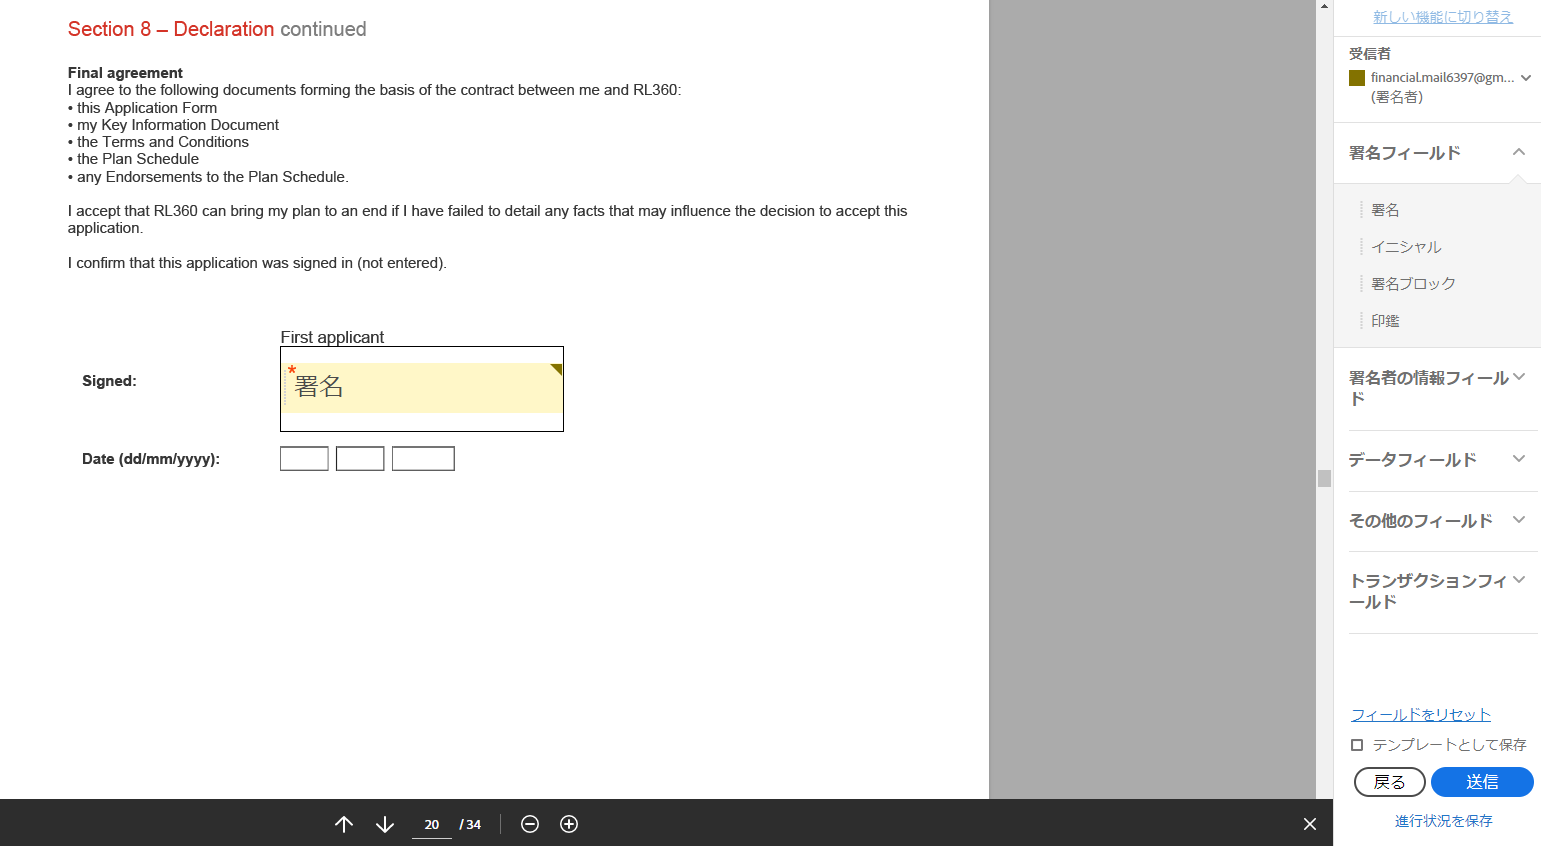 Section 8 – Declaration continued
Final agreement
I agree to the following documents forming the basis of the contract between me and RL360:
• this Application Form
• my Key Information Document
• the Terms and Conditions
• the Plan Schedule
• any Endorsements to the Plan Schedule.
I accept that RL360 can bring my plan to an end if I have failed to detail any facts that may influence the decision to accept this
application.
I confirm that this application was signed in (not entered).
First applicant
Signed:
*署名
Date (dd/mm/yyyy):
20 / 34
新しい機能に切り替え
受信者
financial.mail6397@gm...
(署名者)
署名フィールド
署名
イニシャル
署名ブロック
印鑑
署名者の情報フィール
ド
データフィールド
その他のフィールド
トランザクションフィ
ールド
フィールドをリセット
テンプレートとして保存
戻る
送信
進行状況を保存